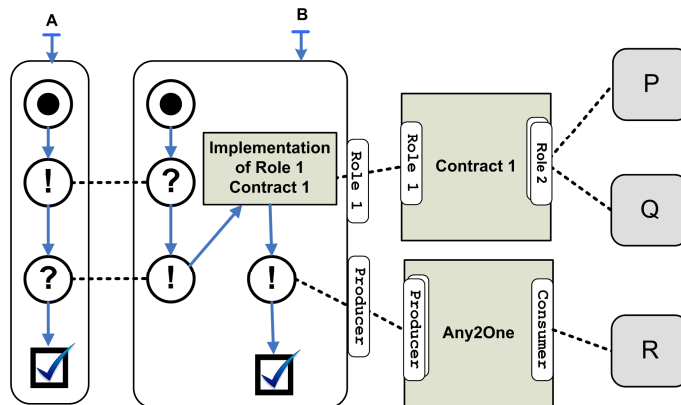 A
B
!
?
?
!
!
Implementation
of Role 1
Contract 1
Role 1
Role 1
Contract 1
Role 2
P
Q
Producer
Producer
Any2One
Consumer
R